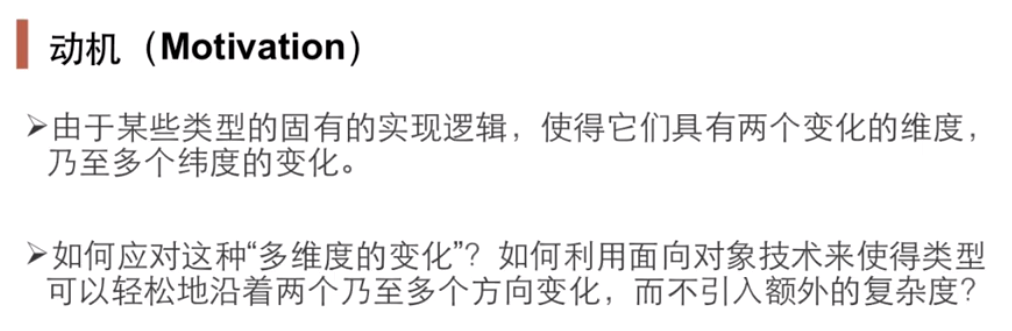 动机（Motivation）
➢由于某些类型的固有的实现逻辑，使得它们具有两个变化的维度，
乃至多个纬度的变化。
➢如何应对这种“多维度的变化”？如何利用面向对象技术来使得类型
可以轻松地沿着两个乃至多个方向变化，而不引入额外的复杂度？